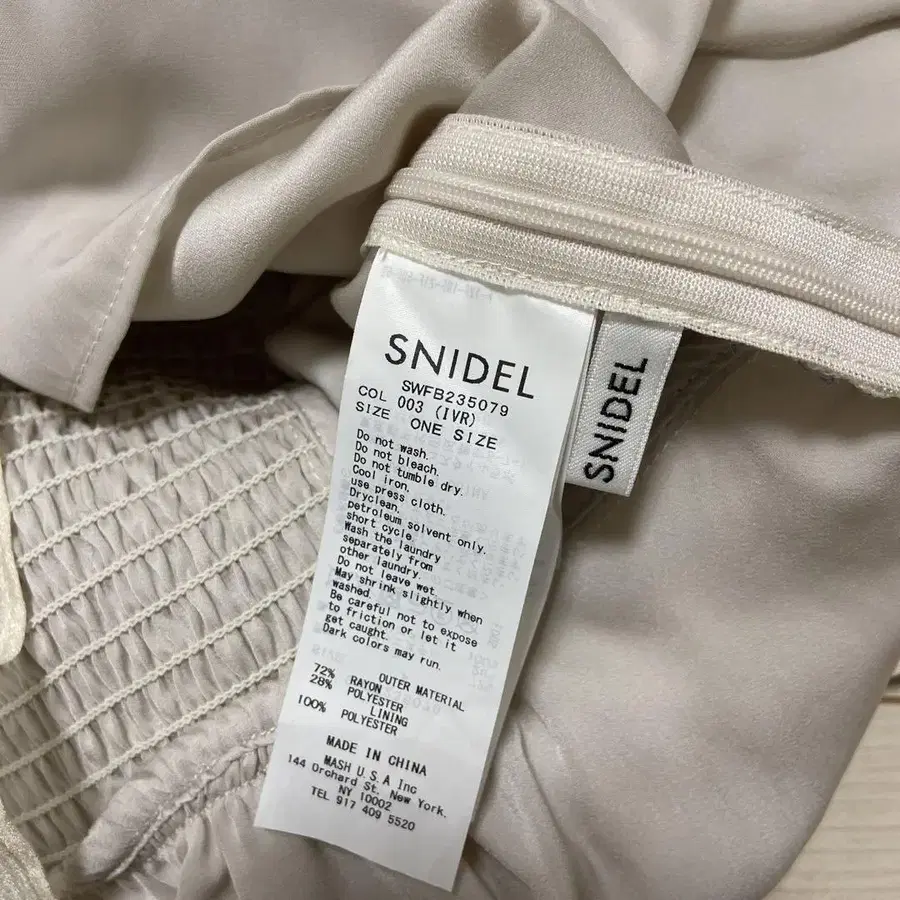 SNIDEL
SWFB235079
COL 003 (IVR)
SIZE ONE SIZE
Do not wash.
Do not bleach.
Do not tumble dry.
Cool iron.
use press cloth.
Dryclean.
petroleum solvent only.
short cycle.
Wash the laundry
separately from
other laundry.
Do not leave wet.
May shrink slightly when
washed.
Be careful not to expose
to friction or let it
get caught.
Dark colors may run.
OUTER MATERIAL
72% RAYON
28% POLYESTER
LINING
100% POLYESTER
MADE IN CHINA
MASH U.S.A Inc
144 Orchard St. New York.
NY 10002
TEL 917 409 5520
SNIDEL